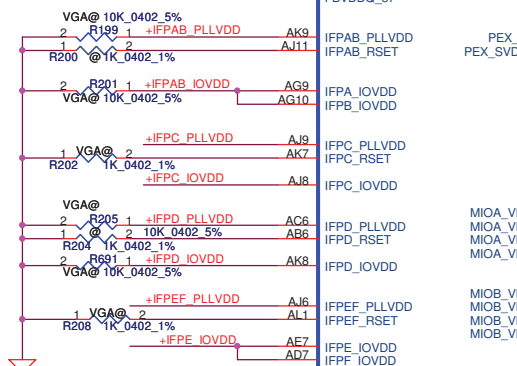 VGA@ 10K_0402_5%
2 R199 1 +IFPAB_PLLVDD AK9 IFPAB_PLLVDD PEX_
1 2 AJ11 IFPAB_RSET PEX_SVD
R200 @ 1K_0402_1%
2 R201 1 +IFPAB_IOVDD AG9 IFPA_IOVDD
VGA@ 10K_0402_5% AG10 IFPB_IOVDD
+IFPC_PLLVDD AJ9 IFPC_PLLVDD
1 VGA@ 2 AK7 IFPC_RSET
R202 1K_0402_1%
+IFPC_IOVDD AJ8 IFPC_IOVDD
VGA@
2 R205 1 +IFPD_PLLVDD AC6 IFPD_PLLVDD
1 @ 2 10K_0402_5% AB6 IFPD_RSET
R204 1K_0402_1%
2 R691 1 +IFPD_IOVDD AK8 IFPD_IOVDD
VGA@ 10K_0402_5%
MIOA_V
MIOA_V
MIOA_V
MIOA_V
+IFPEF_PLLVDD AJ6 IFPEF_PLLVDD
1 VGA@ 2 AL1 IFPEF_RSET
R208 1K_0402_1%
+IFPE_IOVDD AE7 IFPE_IOVDD
AD7 IFPF_IOVDD
MIOB_V
MIOB_V
MIOB_V
MIOB_V